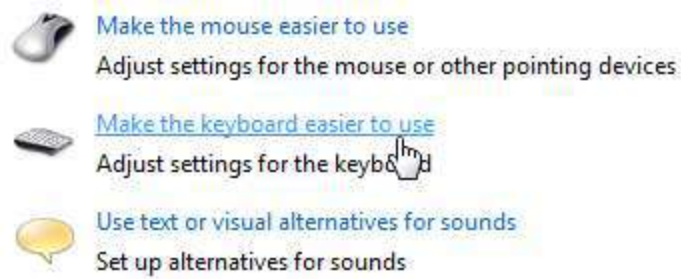 Make the mouse easier to use
Adjust settings for the mouse or other pointing devices
Make the keyboard easier to use
Adjust settings for the keyboard
Use text or visual alternatives for sounds
Set up alternatives for sounds